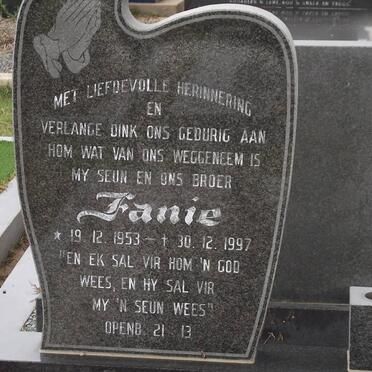 MET LIEFDEVOLLE HERINNERING
EN
VERLANGE DINK ONS GEDURIG AAN
HOM WAT VAN ONS WEGGENEEM IS
MY SEUN EN ONS BROER
Fanie
* 19. 12. 1953 – † 30. 12. 1997
"EN EK SAL VIR HOM 'N GOD
WEES, EN HY SAL VIR
MY 'N SEUN WEES"
OPENB. 21 : 13